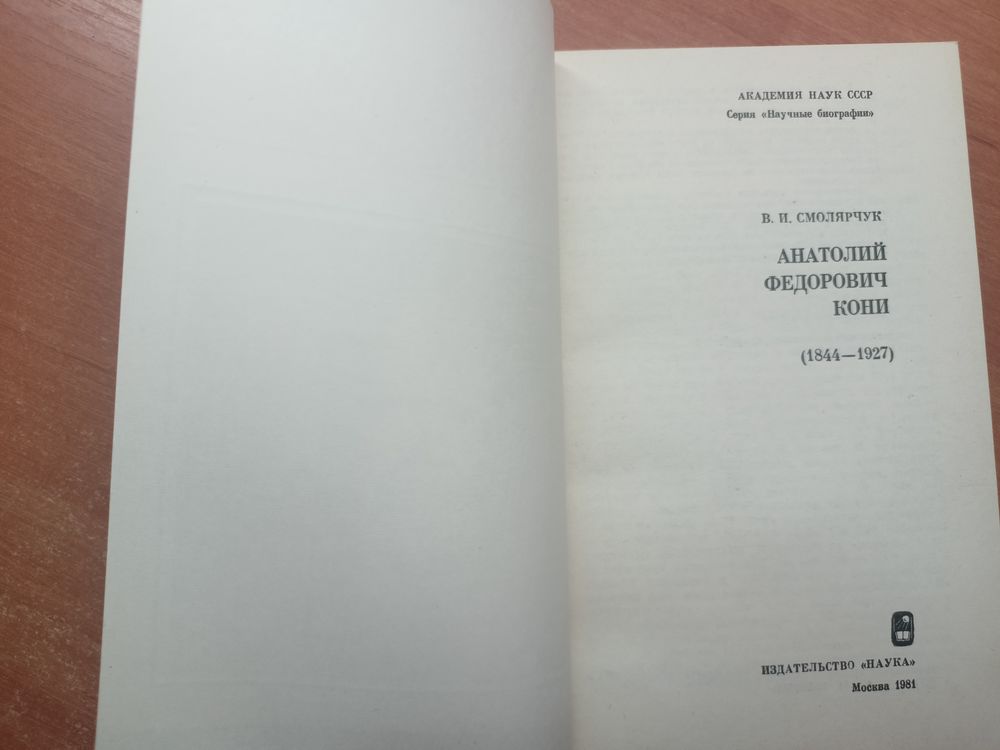 АКАДЕМИЯ НАУК СССР
Серия «Научные биографии»
В. И. СМОЛЯРЧУК
АНАТОЛИЙ
ФЕДОРОВИЧ
КОНИ
(1844—1927)
ИЗДАТЕЛЬСТВО «НАУКА»
Москва 1981